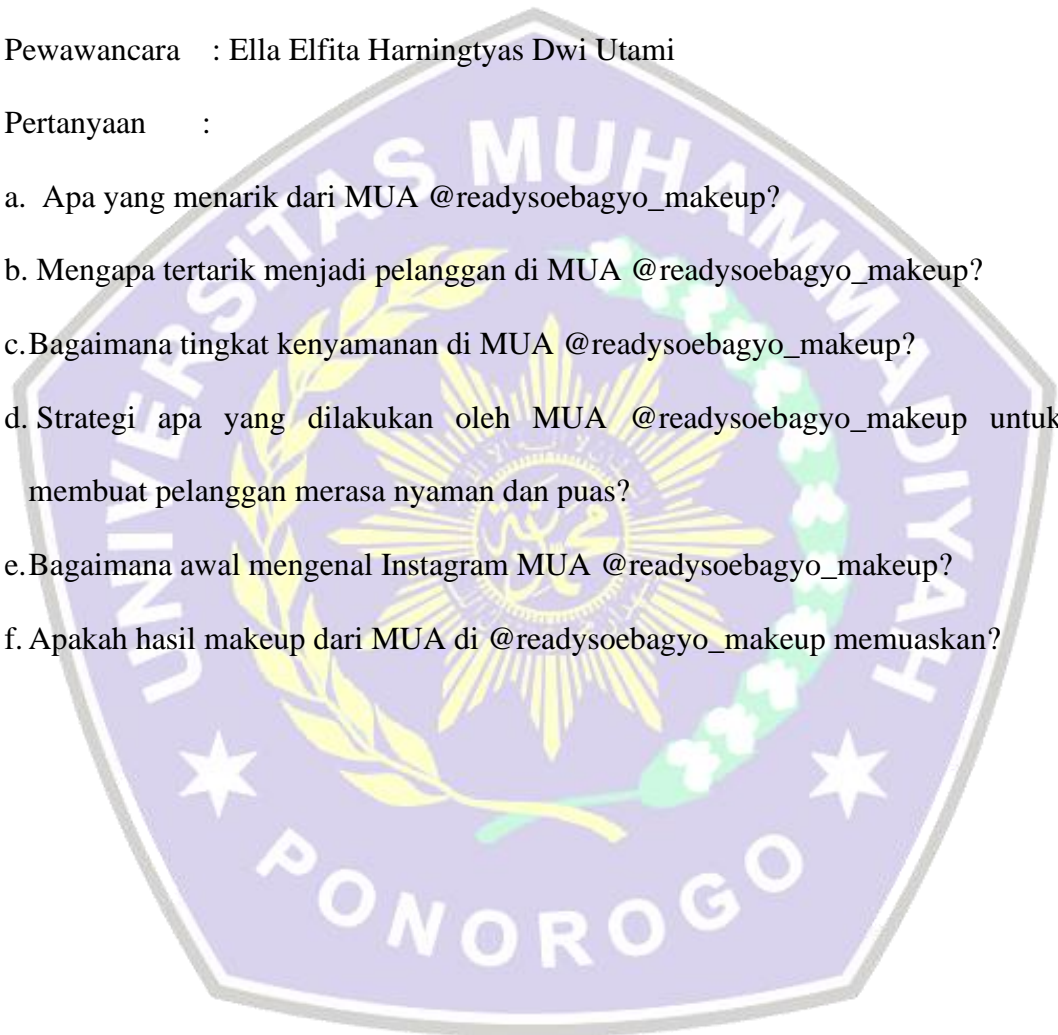 Pewawancara : Ella Elfita Harningtyas Dwi Utami
Pertanyaan :
a. Apa yang menarik dari MUA @readysoebagyo_makeup?
b. Mengapa tertarik menjadi pelanggan di MUA @readysoebagyo_makeup?
c. Bagaimana tingkat kenyamanan di MUA @readysoebagyo_makeup?
d. Strategi apa yang dilakukan oleh MUA @readysoebagyo_makeup untuk
membuat pelanggan merasa nyaman dan puas?
e. Bagaimana awal mengenal Instagram MUA @readysoebagyo_makeup?
f. Apakah hasil makeup dari MUA di @readysoebagyo_makeup memuaskan?
UNIVERSITAS MUHAMMADIYAH
PONOROGO